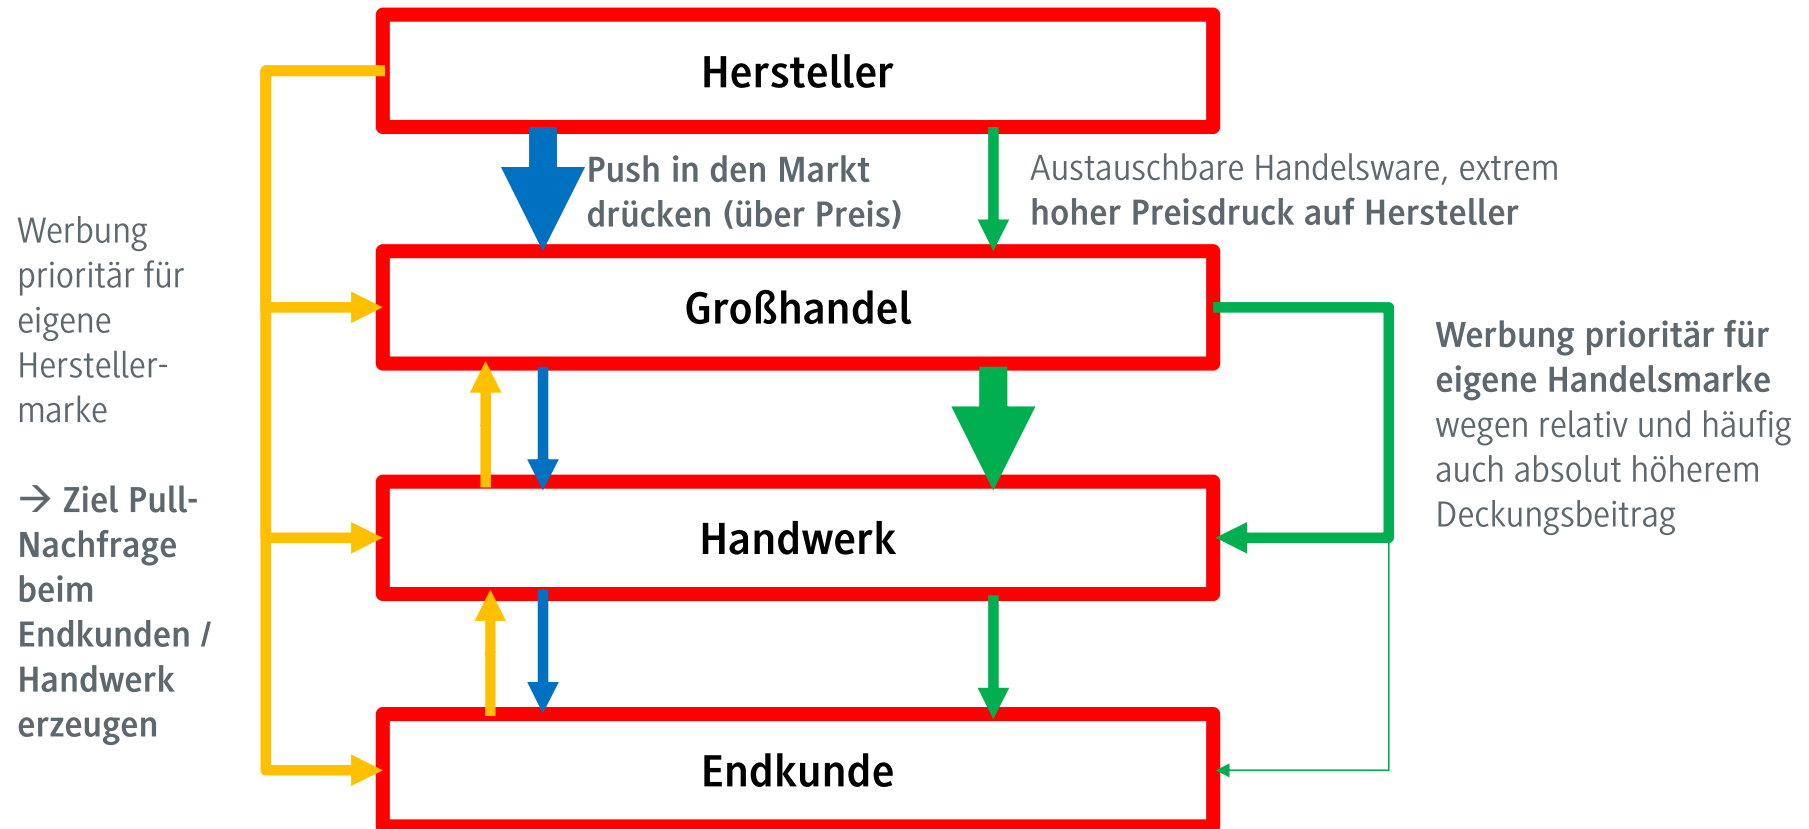 Hersteller
Push in den Markt
drücken (über Preis)
Austauschbare Handelsware, extrem
hoher Preisdruck auf Hersteller
Werbung
prioritär für
eigene
Hersteller-
marke
→ Ziel Pull-
Nachfrage
beim
Endkunden /
Handwerk
erzeugen
Großhandel
Werbung prioritär für
eigene Handelsmarke
wegen relativ und häufig
auch absolut höherem
Deckungsbeitrag
Handwerk
Endkunde